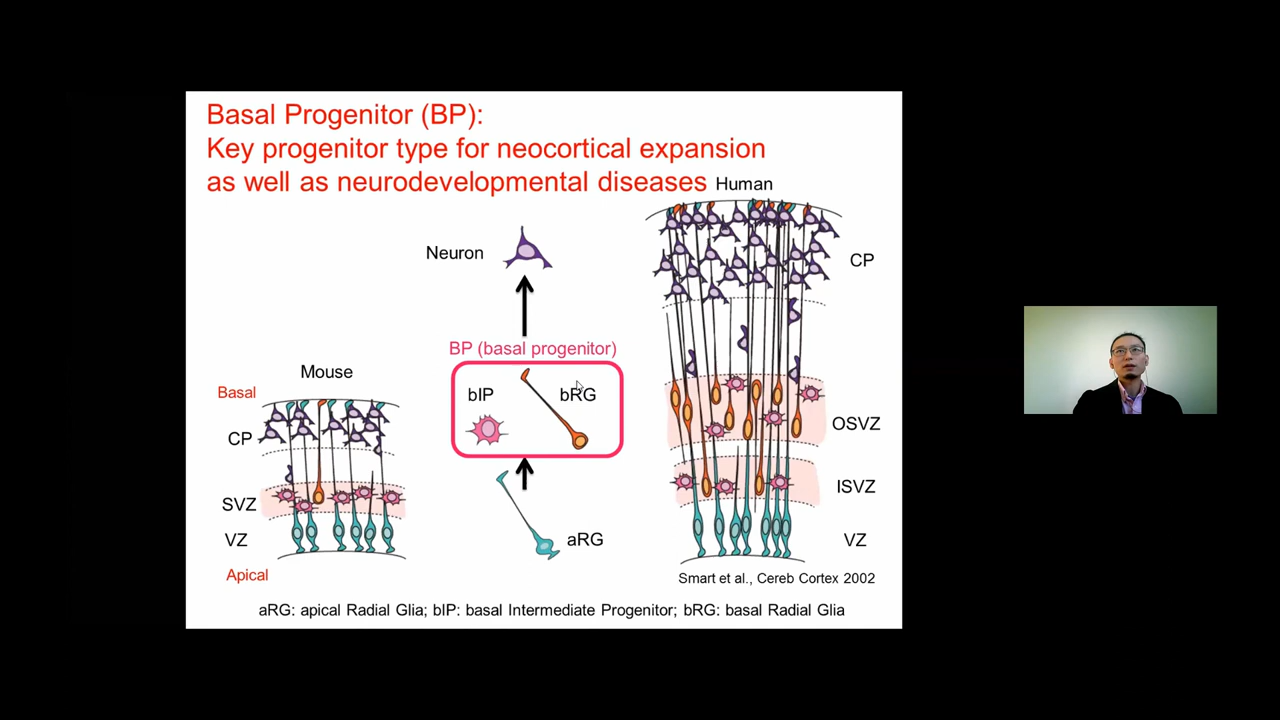 Basal Progenitor (BP):
Key progenitor type for neocortical expansion
as well as neurodevelopmental diseases
Human
Neuron
CP
BP (basal progenitor)
Mouse
Basal
bIP
bRG
CP
OSVZ
SVZ
ISVZ
VZ
aRG
VZ
Apical
Smart et al., Cereb Cortex 2002
aRG: apical Radial Glia; bIP: basal Intermediate Progenitor; bRG: basal Radial Glia